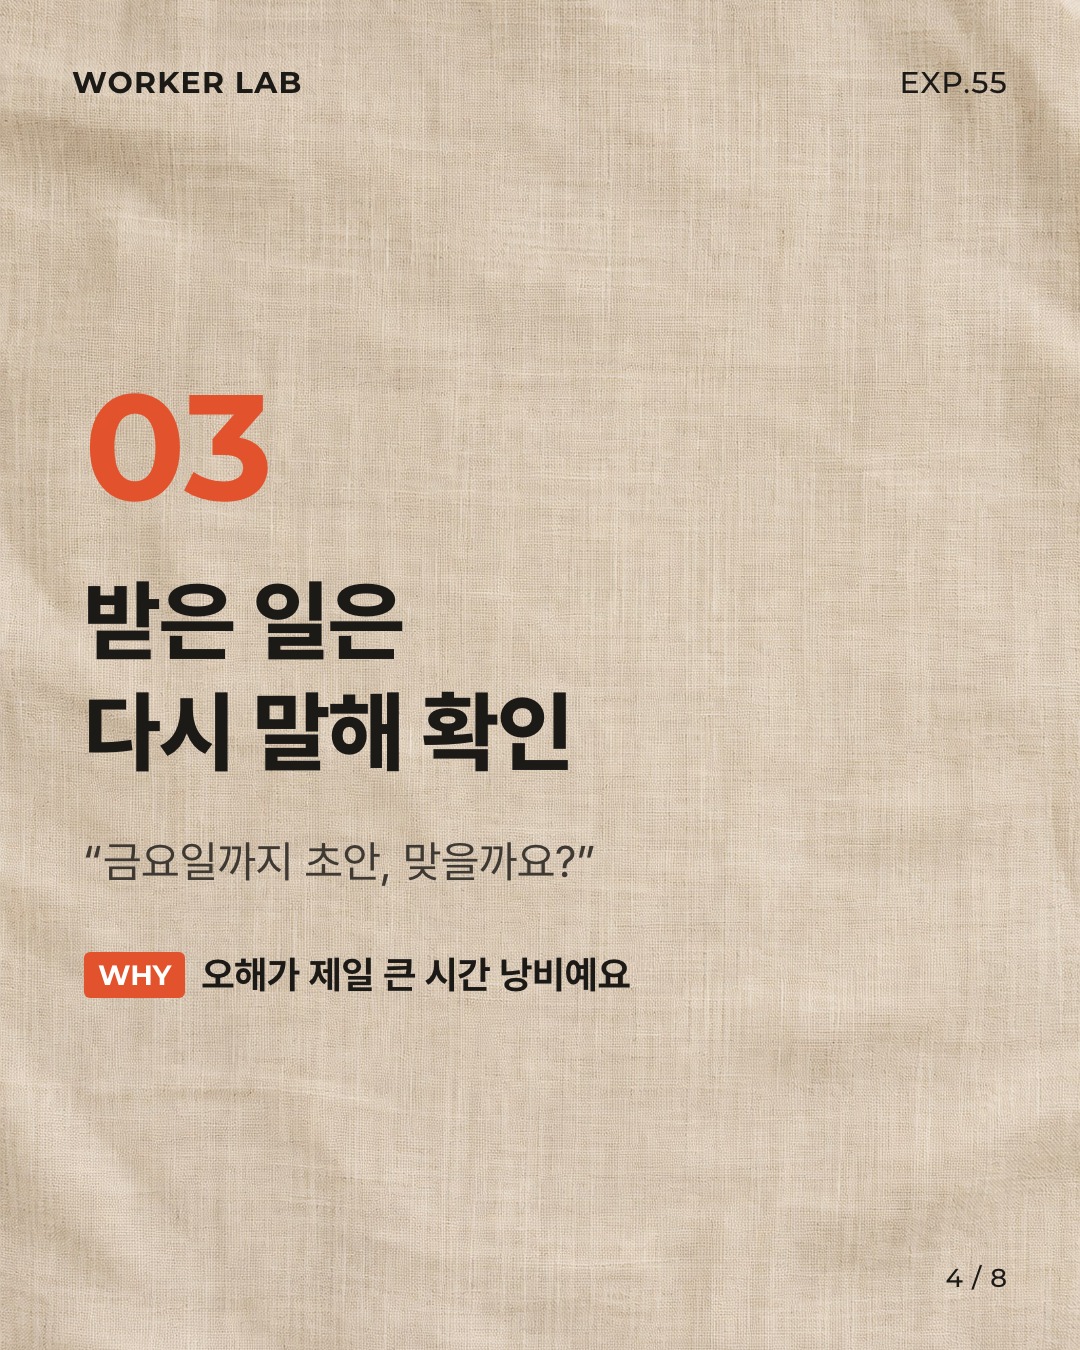 WORKER LAB
EXP.55
03
받은 일은
다시 말해 확인
“금요일까지 초안, 맞을까요?”
WHY 오해가 제일 큰 시간 낭비예요
4 / 8